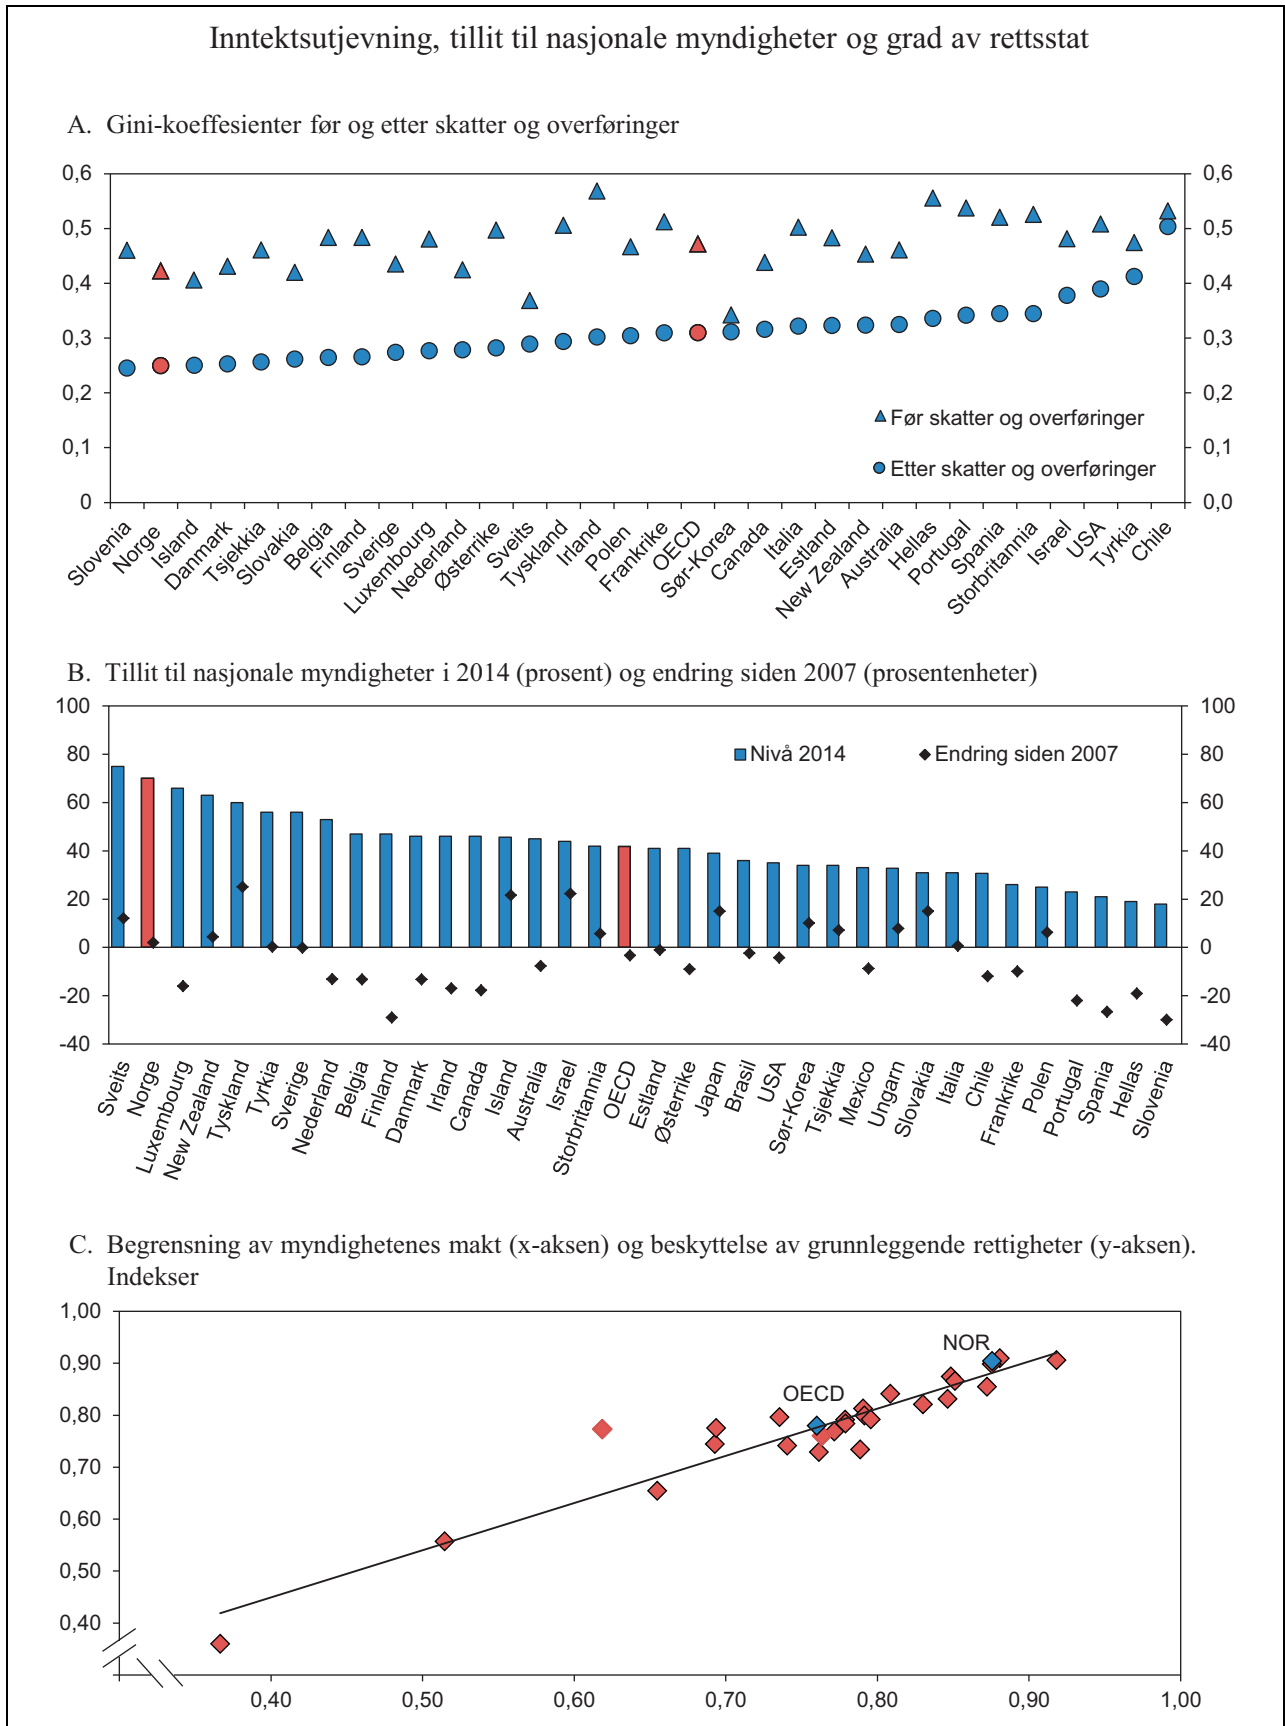 Inntektsutjevning, tillit til nasjonale myndigheter og grad av rettsstat
A. Gini-koeffesienter før og etter skatter og overføringer
0,6 0,6
0,5 0,5
0,4 0,4
0,3 0,3
0,2 0,2
0,1 0,1
0 0,0
Før skatter og overføringer
Etter skatter og overføringer
Slovenia
Norge
Island
Danmark
Tsjekkia
Slovakia
Belgia
Finland
Sverige
Luxembourg
Nederland
Østerrike
Sveits
Tyskland
Irland
Polen
Frankrike
OECD
Sør-Korea
Canada
Italia
Estland
New Zealand
Australia
Hellas
Portugal
Spania
Storbritannia
Israel
USA
Tyrkia
Chile
B. Tillit til nasjonale myndigheter i 2014 (prosent) og endring siden 2007 (prosentenheter)
100 100
80 80
60 60
40 40
20 20
0 0
-20 -20
-40 -40
Nivå 2014
Endring siden 2007
Sveits
Norge
Luxembourg
New Zealand
Tyskland
Tyrkia
Sverige
Nederland
Belgia
Finland
Danmark
Irland
Canada
Island
Australia
Israel
Storbritannia
OECD
Estland
Østerrike
Japan
Brasil
USA
Sør-Korea
Tsjekkia
Mexico
Ungarn
Slovakia
Italia
Chile
Frankrike
Polen
Portugal
Spania
Hellas
Slovenia
C. Begrensning av myndighetenes makt (x-aksen) og beskyttelse av grunnleggende rettigheter (y-aksen).
Indekser
1,00
0,90
0,80
0,70
0,60
0,50
0,40
NOR
OECD
0,40 0,50 0,60 0,70 0,80 0,90 1,00